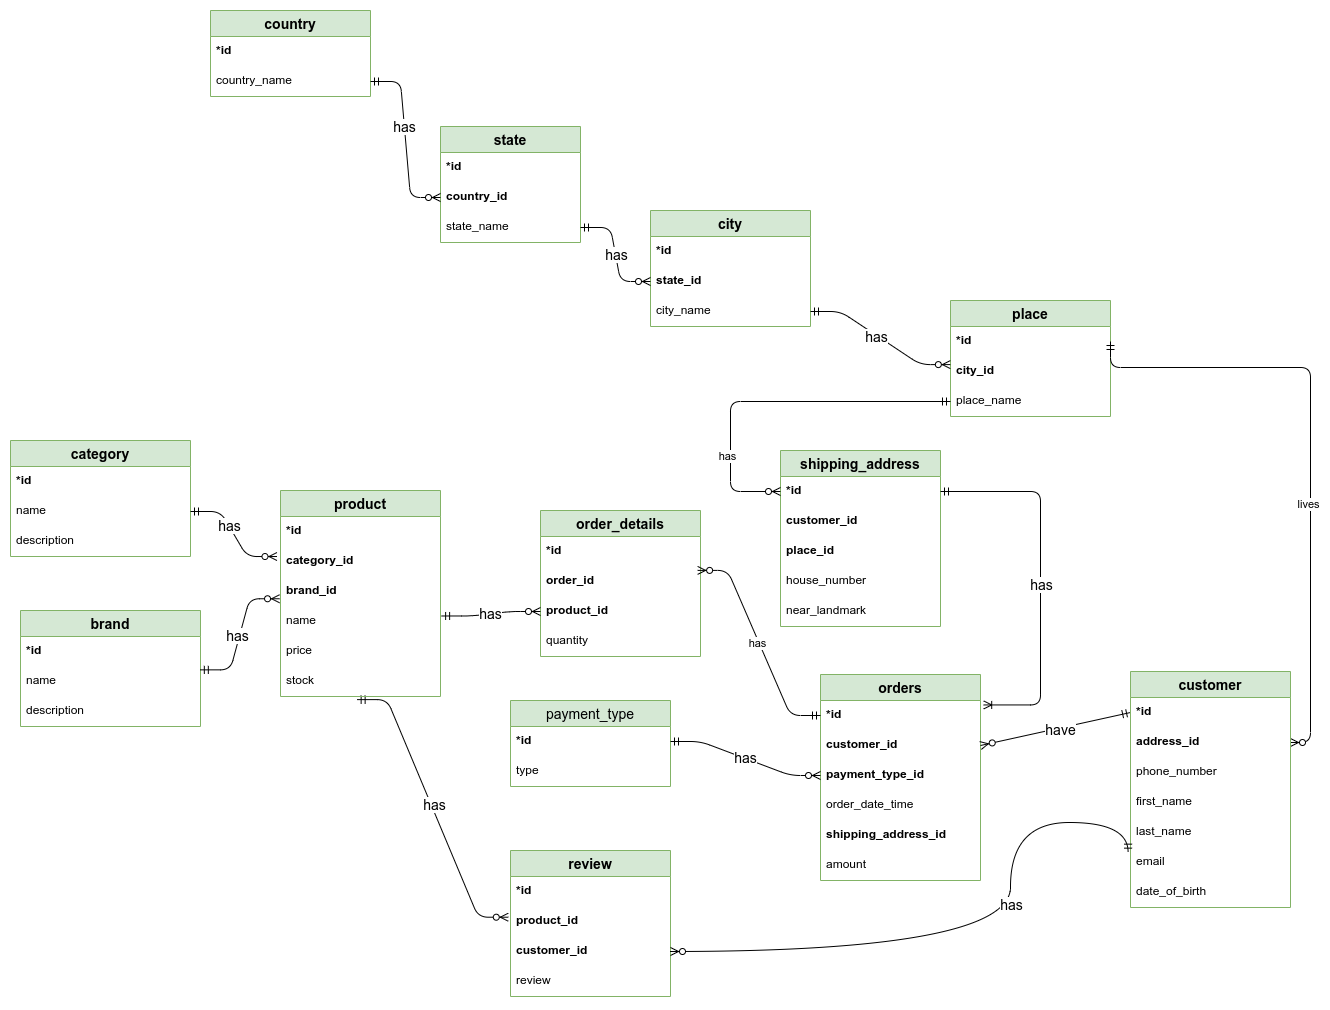 country
*id
country_name
has
state
*id
country_id
state_name
has
city
*id
state_id
city_name
has
place
*id
city_id
place_name
lives
has
shipping_address
*id
customer_id
place_id
house_number
near_landmark
has
category
*id
name
description
has
brand
*id
name
description
has
product
*id
category_id
brand_id
name
price
stock
has
order_details
*id
order_id
product_id
quantity
has
payment_type
*id
type
has
orders
*id
customer_id
payment_type_id
order_date_time
shipping_address_id
amount
have
customer
*id
address_id
phone_number
first_name
last_name
email
date_of_birth
has
review
*id
product_id
customer_id
review
has